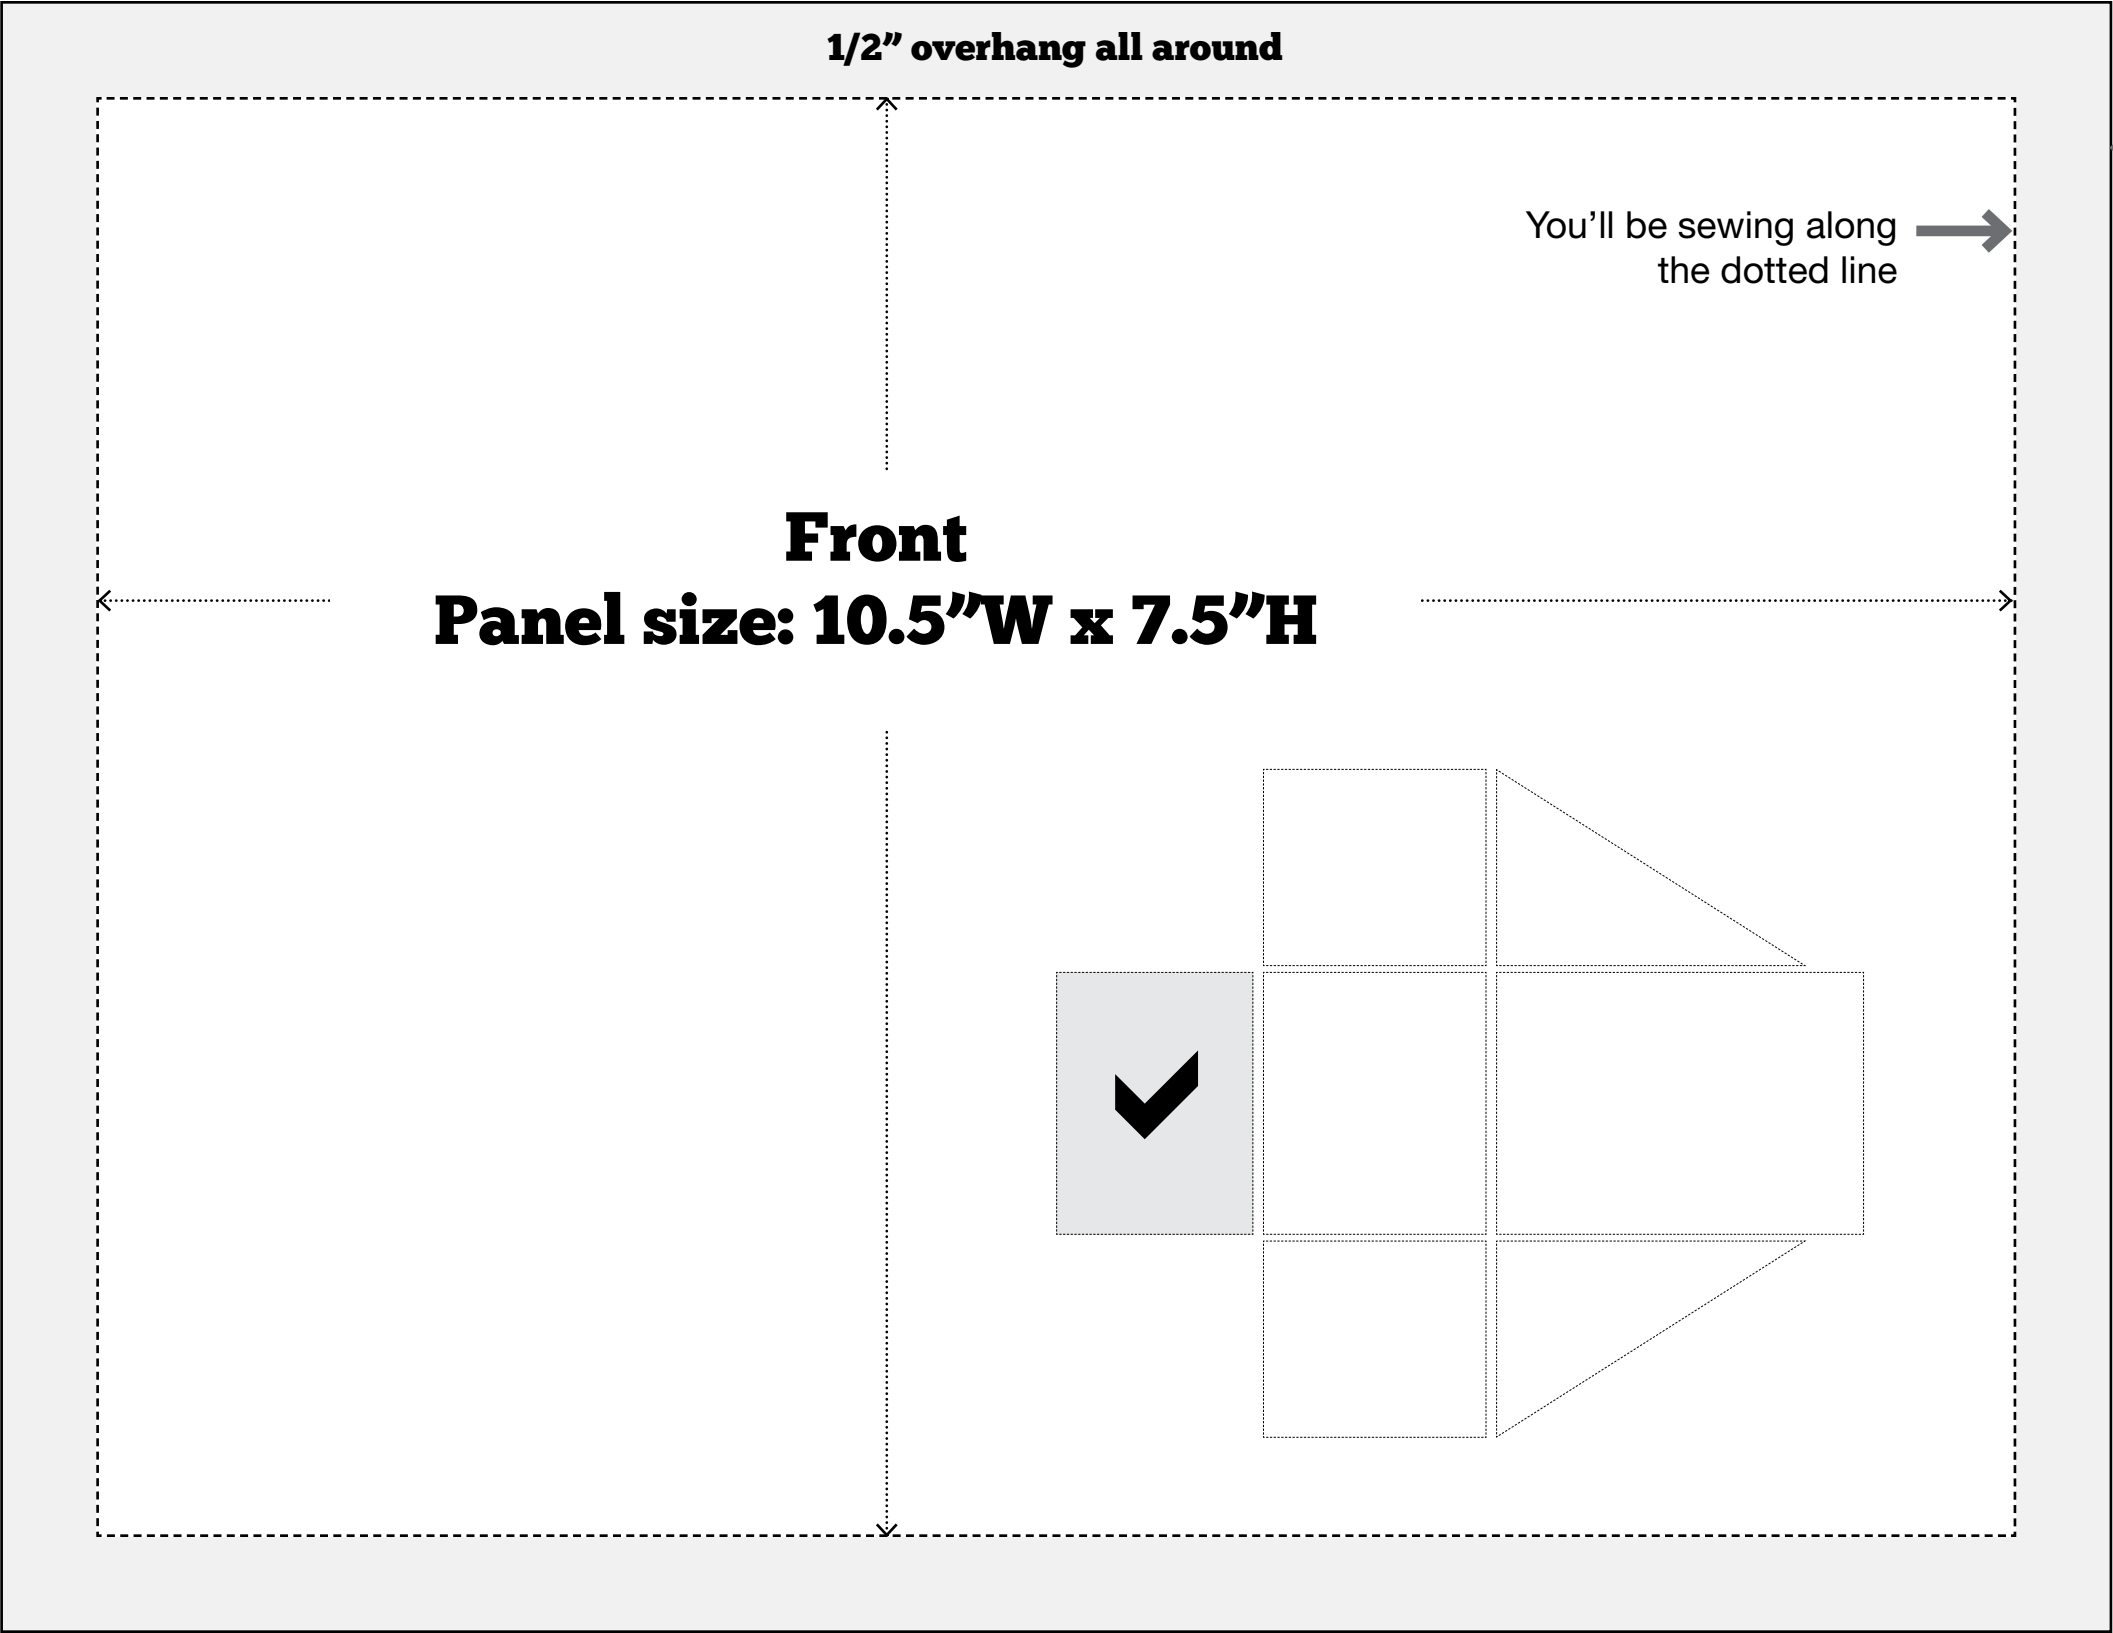 1/2” overhang all around
You’ll be sewing along
the dotted line
Front
Panel size: 10.5”W x 7.5”H